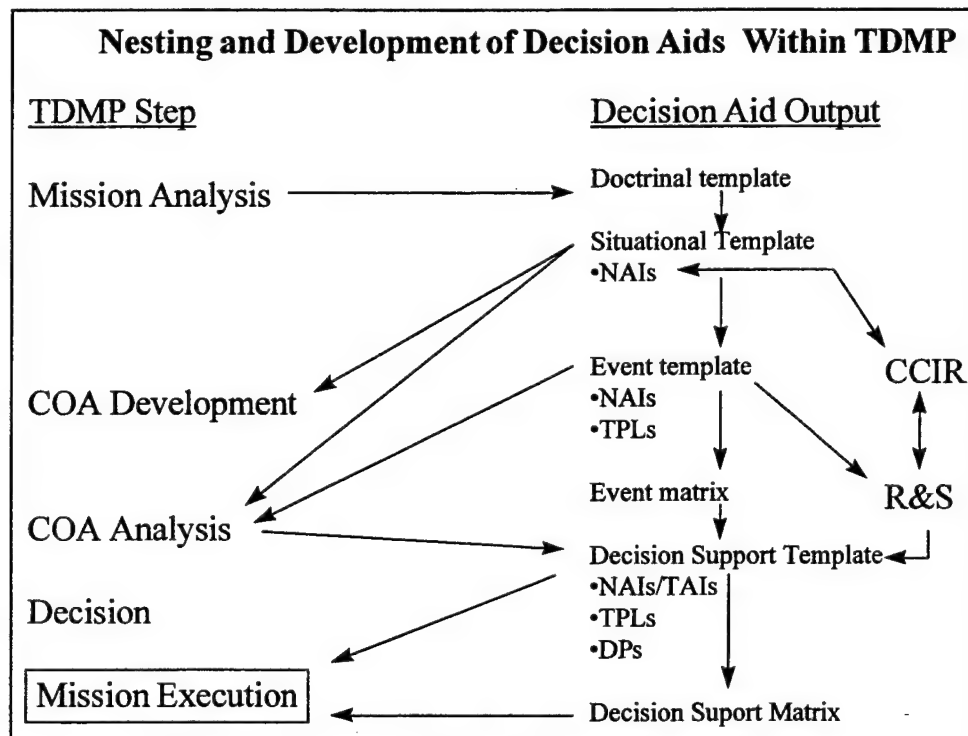 Nesting and Development of Decision Aids Within TDMP
TDMP Step
Decision Aid Output
Mission Analysis
Doctrinal template
Situational Template
•NAIs
CCIR
COA Development
Event template
•NAIs
•TPLs
Event matrix
R&S
COA Analysis
Decision Support Template
•NAIs/TAIs
•TPLs
•DPs
Decision
Mission Execution
Decision Suport Matrix